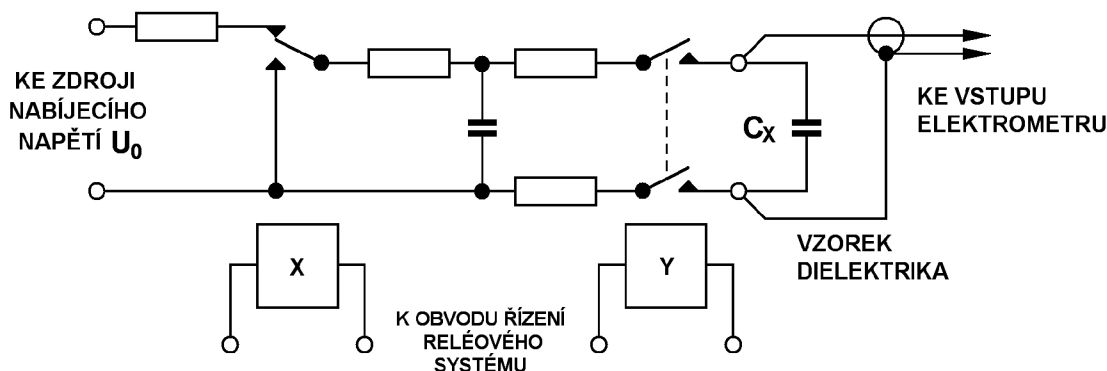 KE ZDROJI
NABÍJECÍHO
NAPĚTÍ U0
CX
KE VSTUPU
ELEKTROMETRU
VZOREK
DIELEKTRIKA
X
Y
K OBVODU ŘÍZENÍ
RELÉOVÉHO
SYSTÉMU